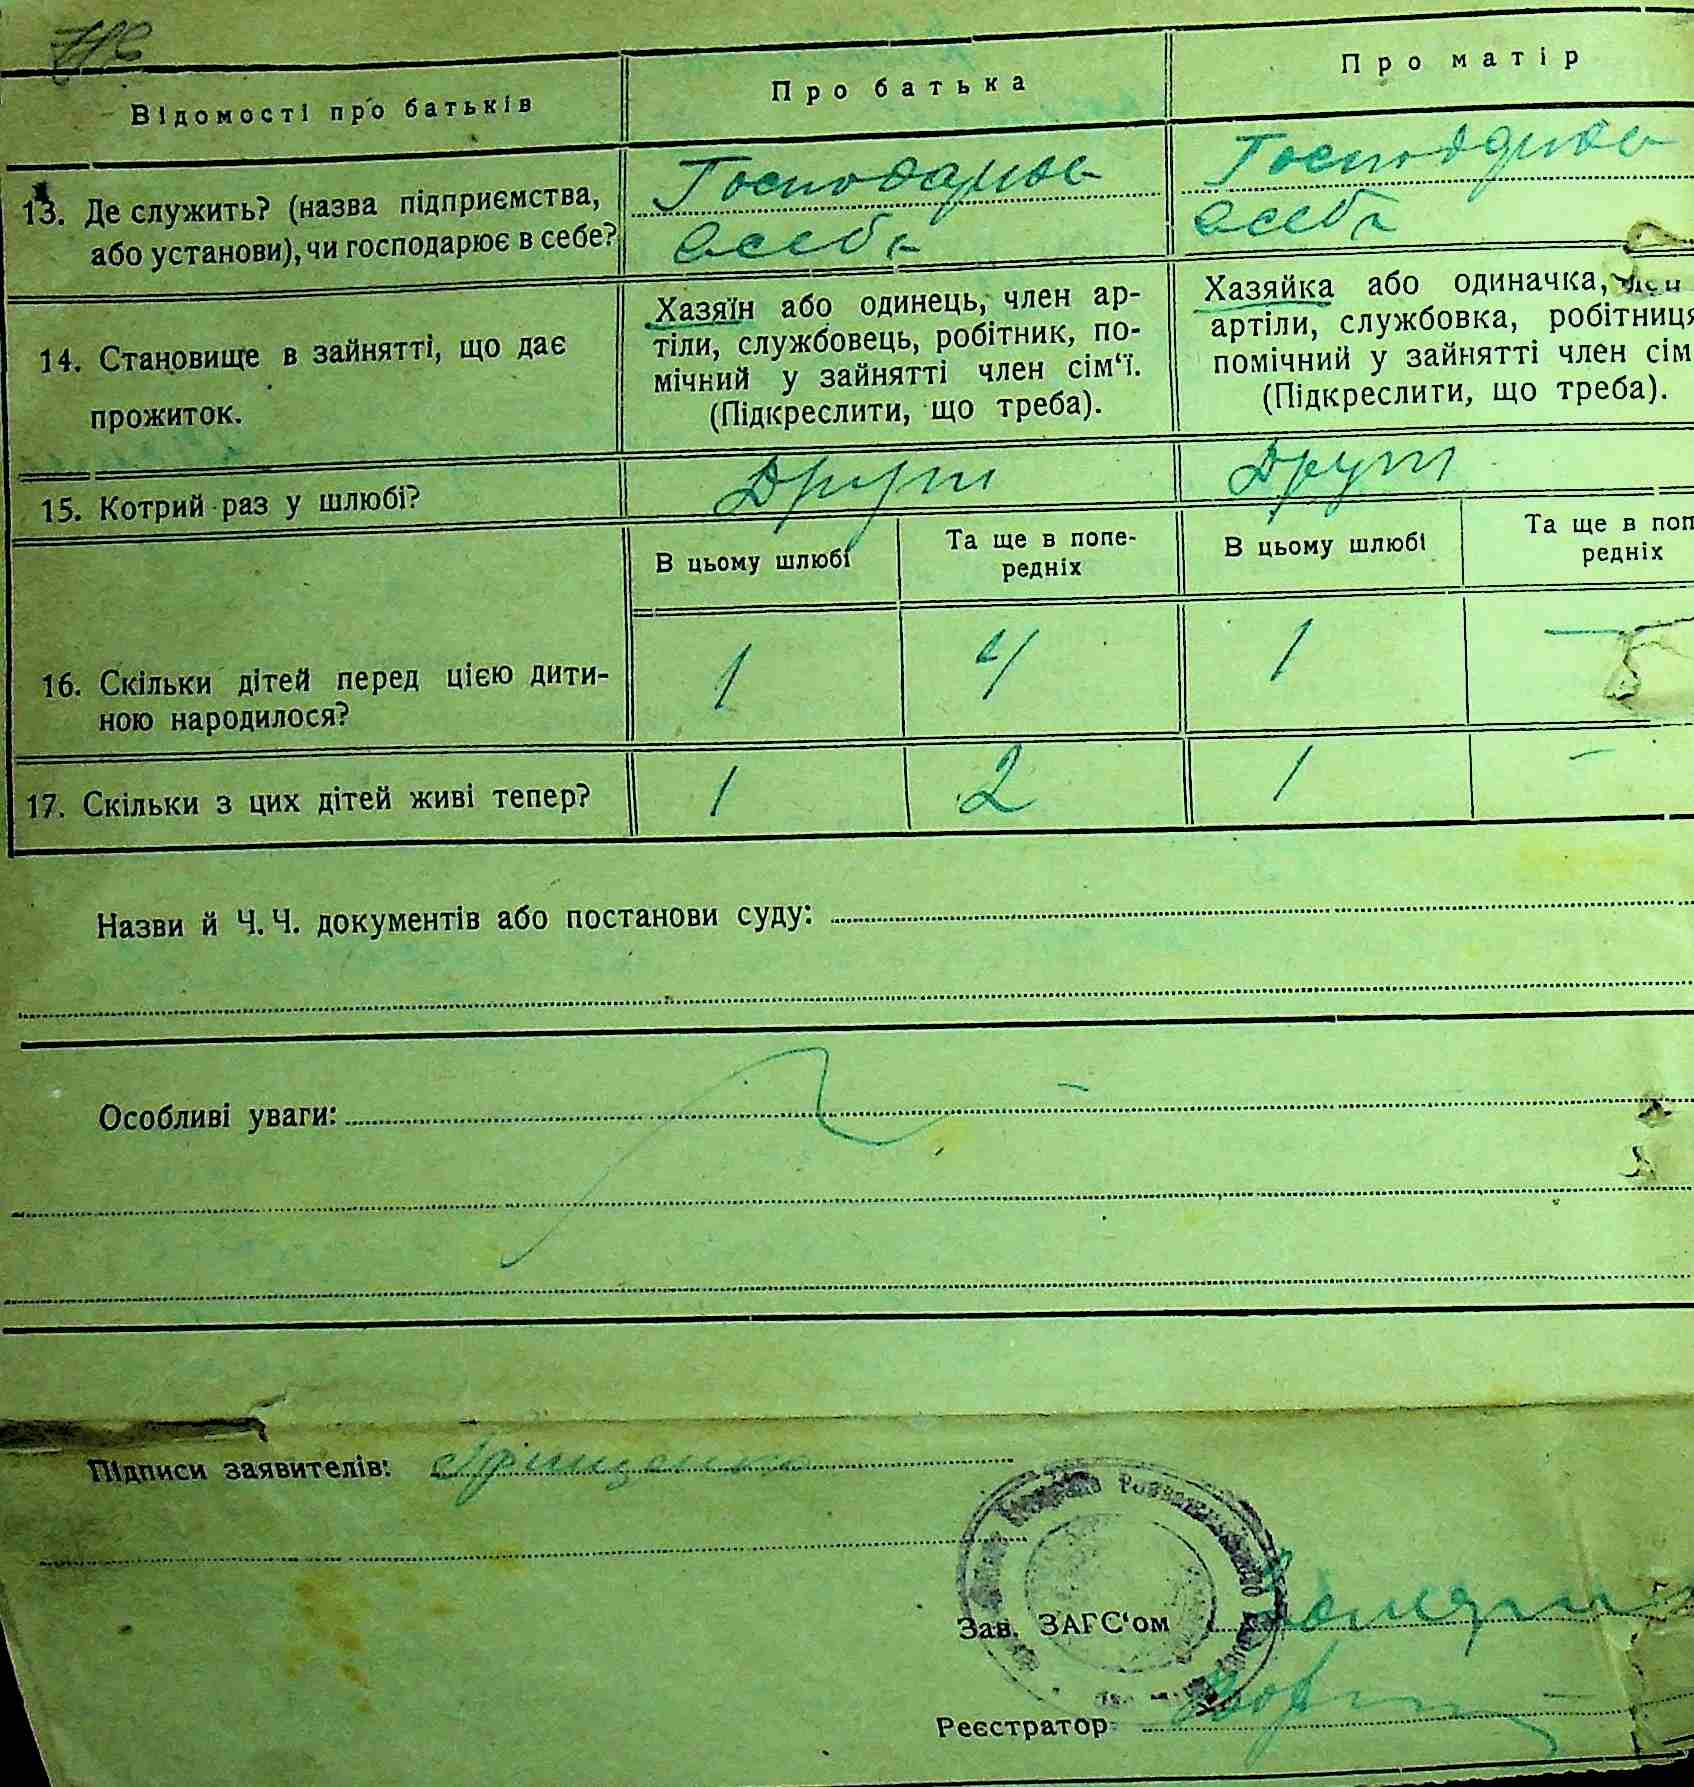 Відомості про батьків
Про батька
Про матір
13. Де служить? (назва підприємства,
або установи), чи господарює в себе?
Господарює
в себе
Господарює
в себе
14. Становище в зайнятті, що дає
прожиток.
Хазяїн або одинець, член ар-
тіли, службовець, робітник, по-
мічний у зайнятті член сім‘ї.
(Підкреслити, що треба).
Хазяйка або одиначка, член
артіли, службовка, робітниця
помічний у зайнятті член сім
(Підкреслити, що треба).
15. Котрий раз у шлюбі?
Другий
Другий
В цьому шлюбі
Та ще в попе-
редніх
В цьому шлюбі
Та ще в поп
редніх
16. Скільки дітей перед цією дити-
ною народилося?
1
4
1
—
17. Скільки з цих дітей живі тепер?
1
2
1
-
Назви й Ч.Ч. документів або постанови суду:
Особливі уваги:
Підписи заявителів:
Зав. ЗАГС‘ом
Реєстратор